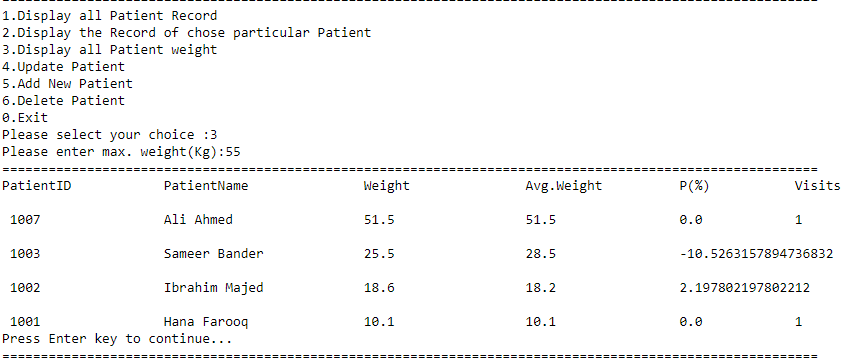 1.Display all Patient Record
2.Display the Record of chose particular Patient
3.Display all Patient weight
4.Update Patient
5.Add New Patient
6.Delete Patient
0.Exit
Please select your choice :3
Please enter max. weight(Kg):55
PatientID PatientName Weight Avg.Weight P(%) Visits
1007 Ali Ahmed 51.5 51.5 0.0 1
1003 Sameer Bander 25.5 28.5 -10.5263157894736832
1002 Ibrahim Majed 18.6 18.2 2.197802197802212
1001 Hana Farooq 10.1 10.1 0.0 1
Press Enter key to continue...